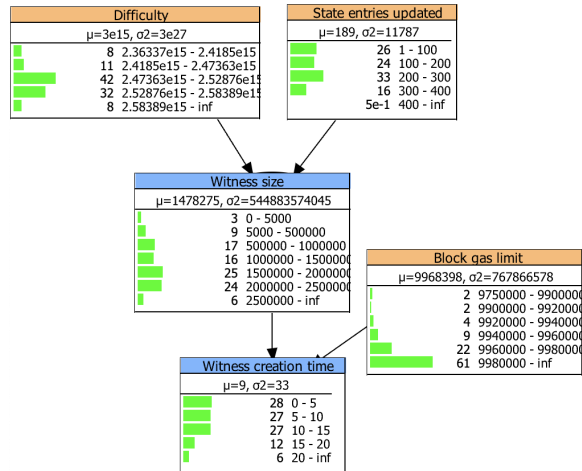 Difficulty
μ=3e15, σ2=3e27
8 2.36337e15 - 2.4185e15
11 2.4185e15 - 2.47363e15
42 2.47363e15 - 2.52876e15
32 2.52876e15 - 2.58389e15
8 2.58389e15 - inf
State entries updated
μ=189, σ2=11787
26 1 - 100
24 100 - 200
33 200 - 300
16 300 - 400
5e-1 400 - inf
Witness size
μ=1478275, σ2=544883574045
3 0 - 5000
9 5000 - 500000
17 500000 - 1000000
16 1000000 - 1500000
25 1500000 - 2000000
24 2000000 - 2500000
6 2500000 - inf
Block gas limit
μ=9968398, σ2=767866578
2 9750000 - 9900000
2 9900000 - 9920000
4 9920000 - 9940000
9 9940000 - 9960000
22 9960000 - 9980000
61 9980000 - inf
Witness creation time
μ=9, σ2=33
28 0 - 5
27 5 - 10
27 10 - 15
12 15 - 20
6 20 - inf